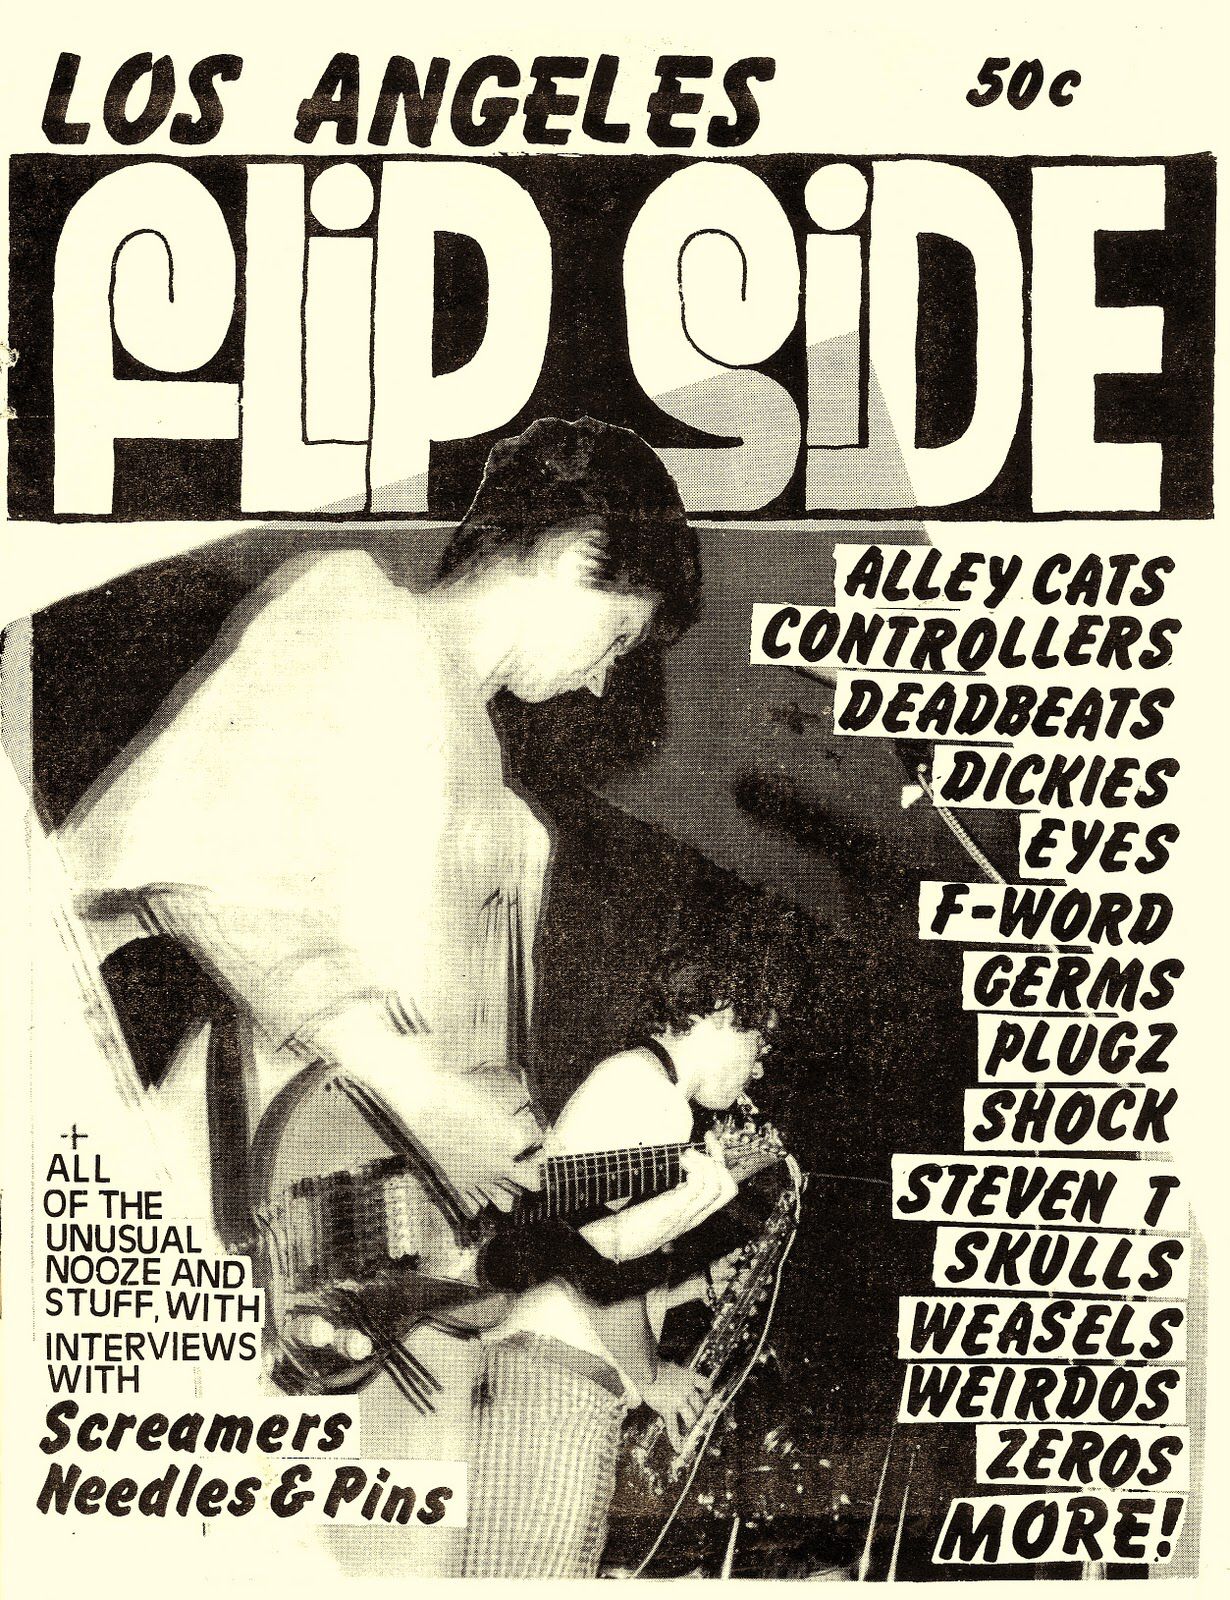 LOS ANGELES 50c
FLiP SiDE
ALLEY CATS
CONTROLLERS
DEADBEATS
DICKIES
EYES
F-WORD
GERMS
PLUGZ
SHOCK
STEVEN T
SKULLS
WEASELS
WEIRDOS
ZEROS
MORE!
+
ALL
OF THE
UNUSUAL
NOOZE AND
STUFF, WITH
INTERVIEWS
WITH
Screamers
Needles & Pins